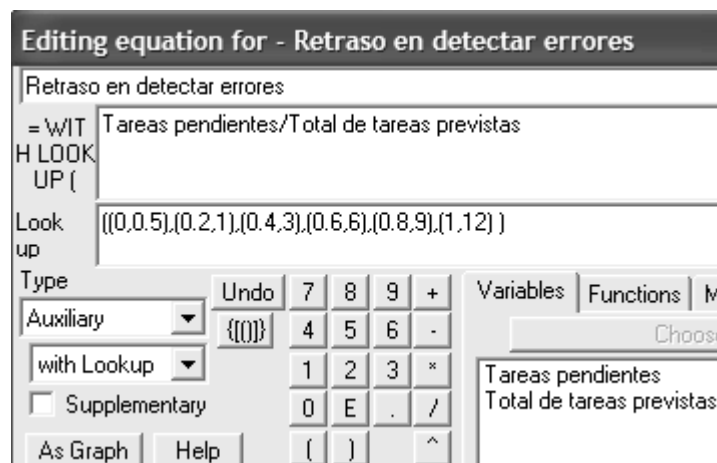 Editing equation for - Retraso en detectar errores
Retraso en detectar errores
= WIT
H LOOK
UP (
Tareas pendientes/Total de tareas previstas
Look
up
((0,0.5),(0.2,1),(0.4,3),(0.6,6),(0.8,9),(1,12) )
Type
Undo 7 8 9 + Variables Functions M
Auxiliary {[()]} 4 5 6 - Choose
with Lookup 1 2 3 * Tareas pendientes
Supplementary 0 E . / Total de tareas previstas
As Graph Help ( ) ^